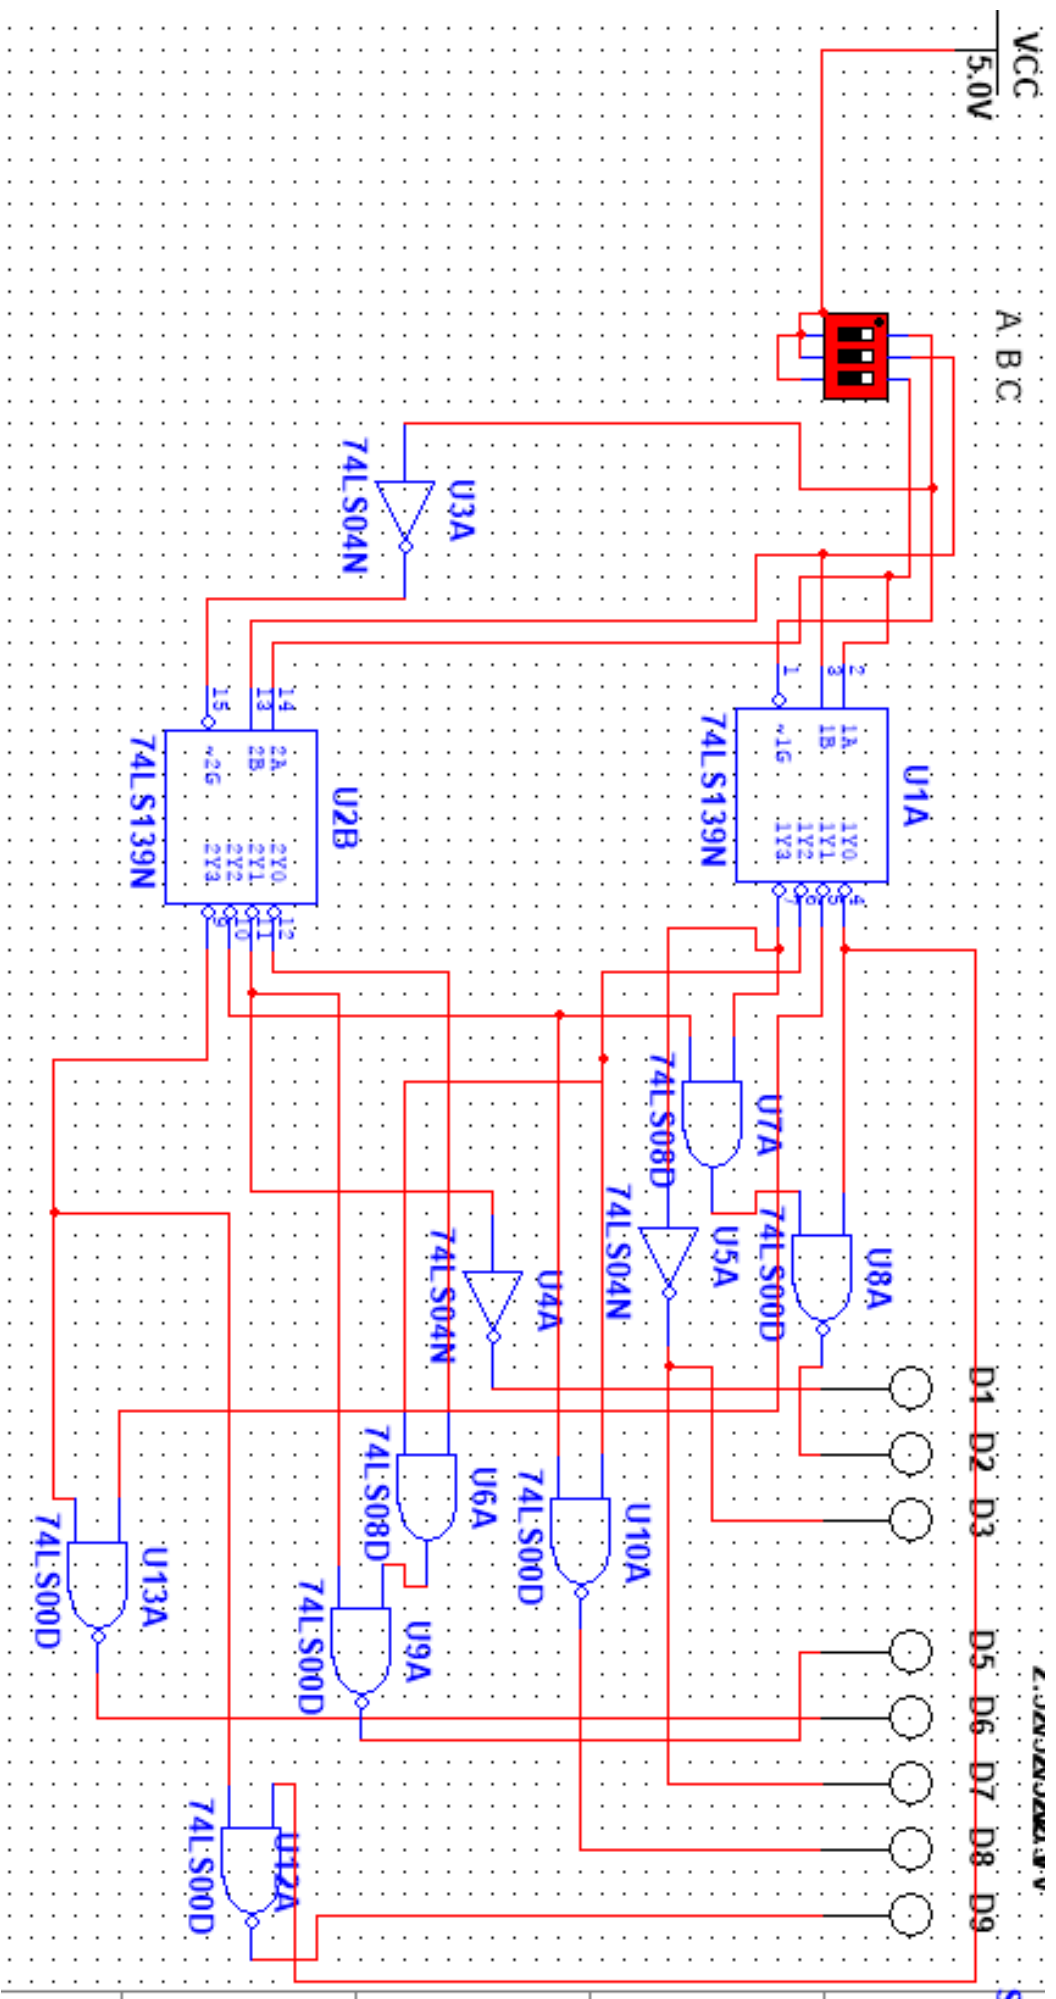 VCC
5.0V
A B C
U3A
74LS04N
U1A
74LS139N
1
3
2
1A
1B
~1G
1Y0
1Y1
1Y2
1Y3
4
5
6
7
U2B
74LS139N
15
13
14
2A
2B
~2G
2Y0
2Y1
2Y2
2Y3
9
10
11
12
U7A
74LS08D
U5A
74LS04N
U8A
74LS00D
U4A
74LS04N
U6A
74LS08D
U10A
74LS00D
U9A
74LS00D
U13A
74LS00D
U12A
74LS00D
D1
D2
D3
D5
D6
D7
D8
D9